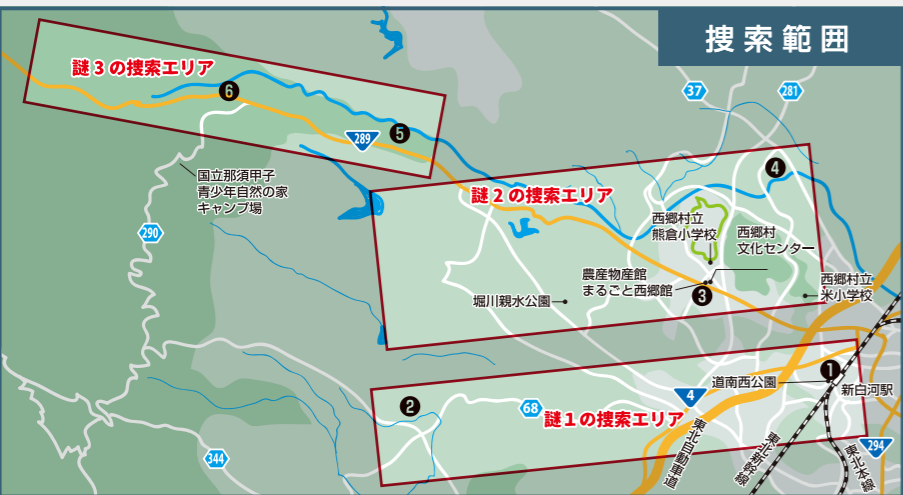 捜索範囲
謎3の捜索エリア
❻
37
281
289
❺
❹
国立那須甲子
青少年自然の家
キャンプ場
謎2の捜索エリア
西郷村立
熊倉小学校
西郷村
文化センター
290
農産物産館
まるごと西郷館
❸
西郷村立
米小学校
堀川親水公園
❶
道南西公園
新白河駅
❷
68
4
謎1の捜索エリア
344
東北自動車道
東北新幹線
東北本線
294